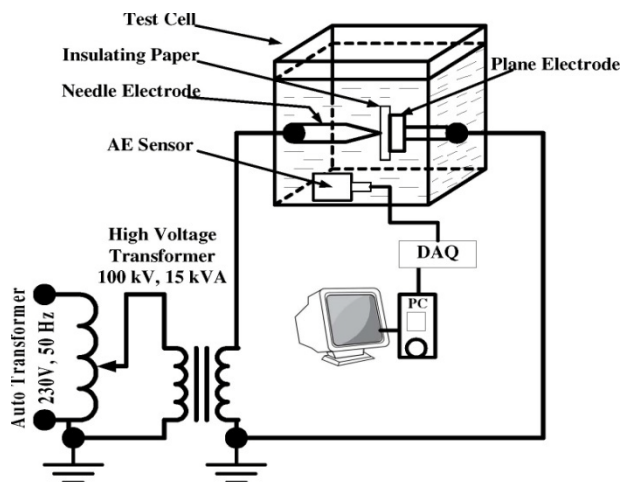 Test Cell
Insulating Paper
Plane Electrode
Needle Electrode
AE Sensor
High Voltage
Transformer
100 kV, 15 kVA
DAQ
PC
Auto Transformer
230V, 50 Hz